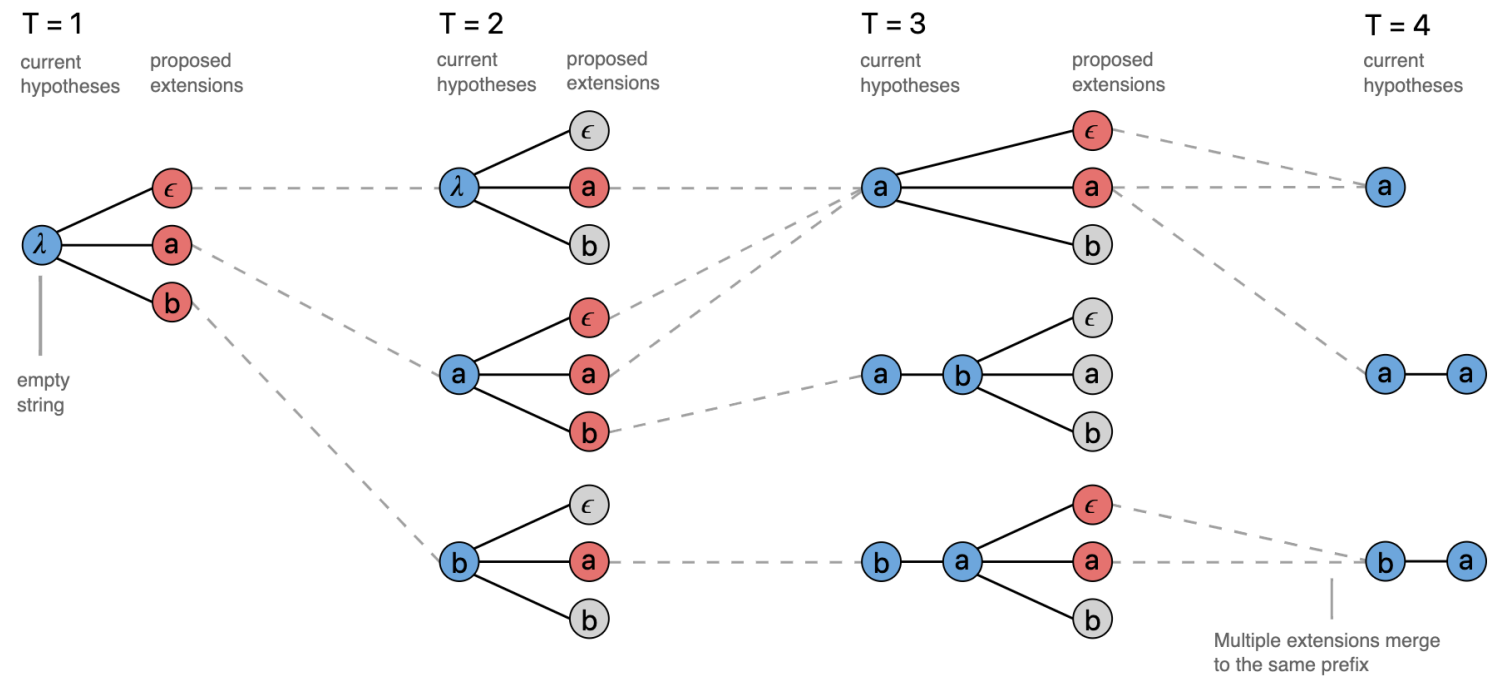 T = 1
T = 2
T = 3
T = 4
current hypotheses
proposed extensions
current hypotheses
proposed extensions
current hypotheses
proposed extensions
current hypotheses
ϵ
ϵ
ϵ
λ
a
a
a
a
λ
a
b
b
b
ϵ
ϵ
a
a
a
b
a
a
a
empty string
b
b
ϵ
ϵ
b
a
b
a
a
b
a
b
b
Multiple extensions merge
to the same prefix